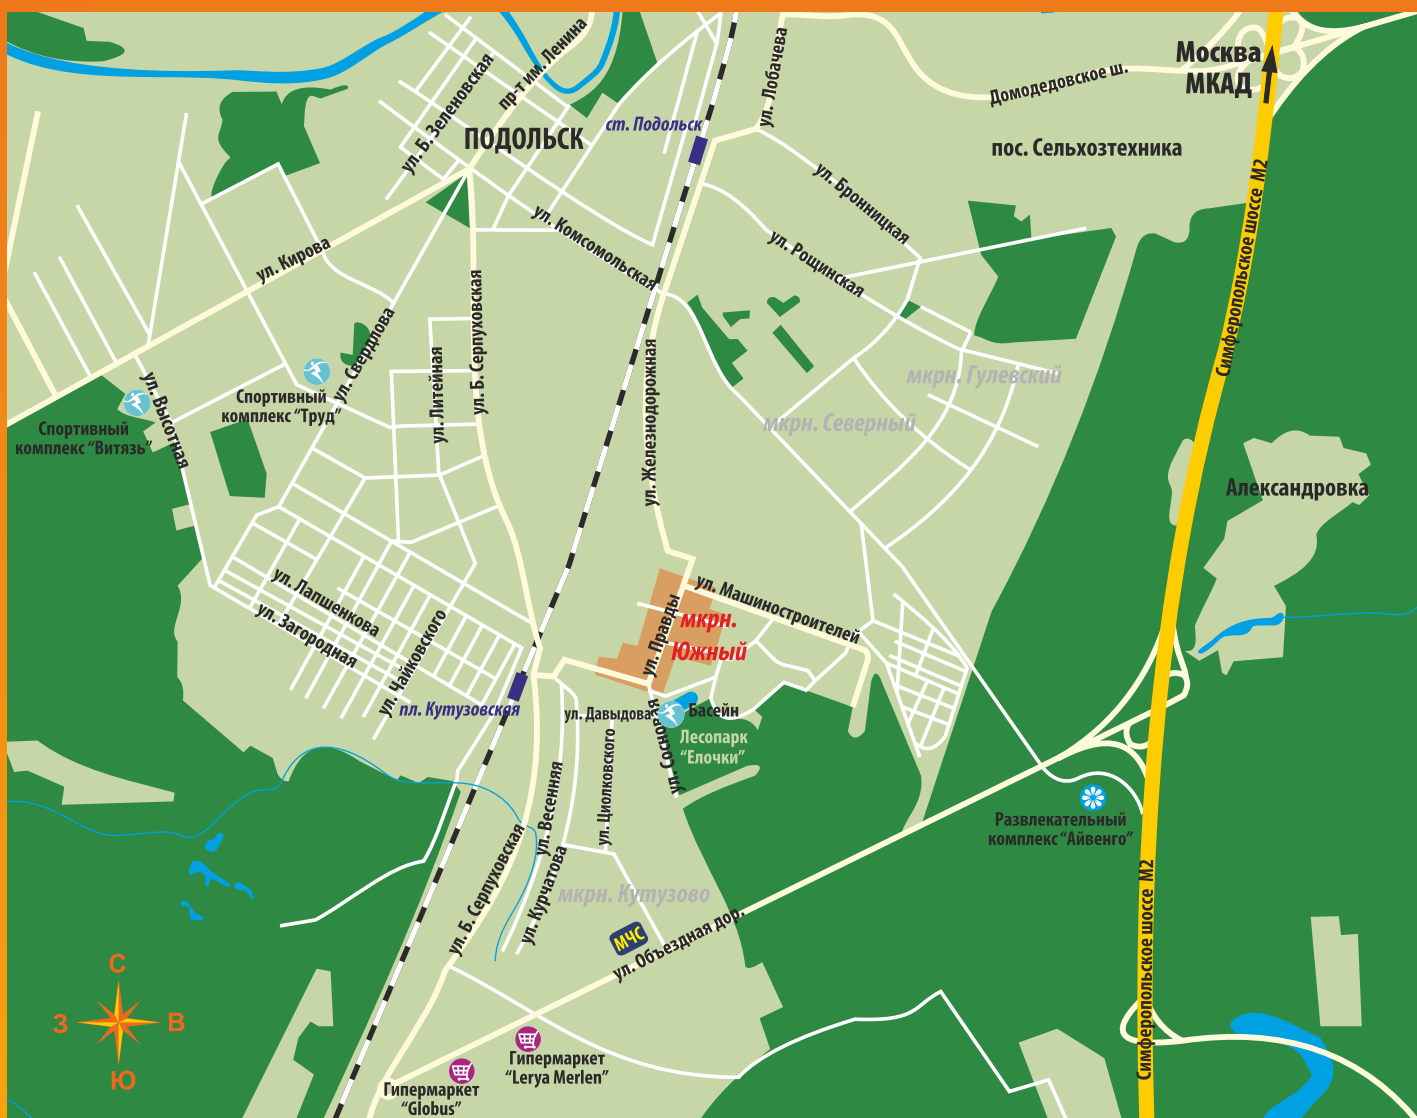 Москва
МКАД
пр-т им. Ленина
ул. Лобачева
ул. Б. Зеленовская
Домодедовское ш.
ст. Подольск
ПОДОЛЬСК
пос. Сельхозтехника
ул. Бронницкая
Симферопольское шоссе М2
ул. Комсомольская
ул. Рощинская
ул. Кирова
ул. Б. Серпуховская
ул. Свердлова
ул. Литейная
ул. Железнодорожная
мкрн. Гулевский
Спортивный
комплекс “Труд”
ул. Высотная
мкрн. Северный
Спортивный
комплекс “Витязь”
Александровка
ул. Лапшенкова
ул. Загородная
ул. Чайковского
ул. Машиностроителей
ул. Правды
мкрн.
Южный
пл. Кутузовская
ул. Давыдова
Басейн
ул. Сосновая
Лесопарк
“Елочки”
ул. Весенняя
ул. Циолковского
Развлекательный
комплекс “Айвенго”
ул. Б. Серпуховская
ул. Курчатова
мкрн. Кутузово
Симферопольское шоссе М2
МЧС
ул. Объездная дор.
С
З
В
Ю
Гипермаркет
“Lerya Merlen”
Гипермаркет
“Globus”